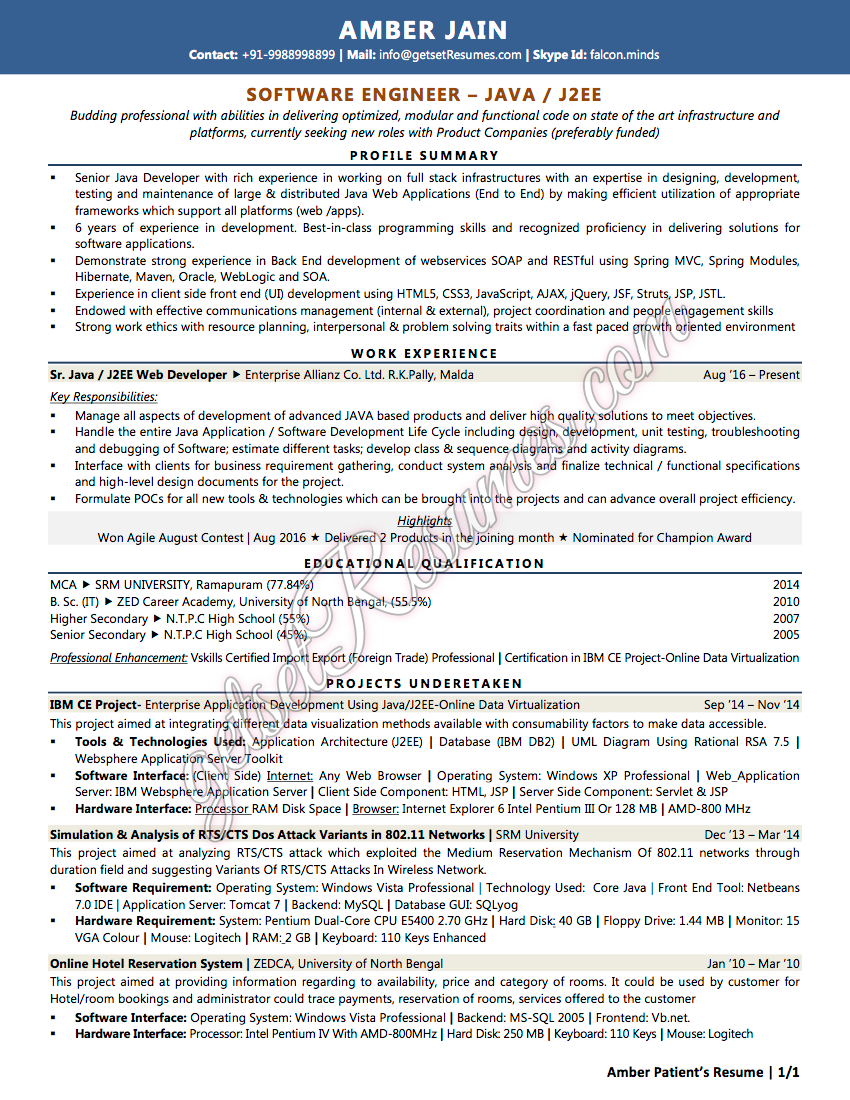 AMBER JAIN
Contact: +91-9988998899 | Mail: info@getsetResumes.com | Skype Id: falcon.minds
SOFTWARE ENGINEER – JAVA / J2EE
Budding professional with abilities in delivering optimized, modular and functional code on state of the art infrastructure and
platforms, currently seeking new roles with Product Companies (preferably funded)
PROFILE SUMMARY
▪ Senior Java Developer with rich experience in working on full stack infrastructures with an expertise in designing, development,
testing and maintenance of large & distributed Java Web Applications (End to End) by making efficient utilization of appropriate
frameworks which support all platforms (web /apps).
▪ 6 years of experience in development. Best-in-class programming skills and recognized proficiency in delivering solutions for
software applications.
▪ Demonstrate strong experience in Back End development of webservices SOAP and RESTful using Spring MVC, Spring Modules,
Hibernate, Maven, Oracle, WebLogic and SOA.
▪ Experience in client side front end (UI) development using HTML5, CSS3, JavaScript, AJAX, jQuery, JSF, Struts, JSP, JSTL.
▪ Endowed with effective communications management (internal & external), project coordination and people engagement skills
▪ Strong work ethics with resource planning, interpersonal & problem solving traits within a fast paced growth oriented environment
WORK EXPERIENCE
Sr. Java / J2EE Web Developer ► Enterprise Allianz Co. Ltd. R.K.Pally, Malda Aug ’16 – Present
Key Responsibilities:
▪ Manage all aspects of development of advanced JAVA based products and deliver high quality solutions to meet objectives.
▪ Handle the entire Java Application / Software Development Life Cycle including design, development, unit testing, troubleshooting
and debugging of Software; estimate different tasks; develop class & sequence diagrams and activity diagrams.
▪ Interface with clients for business requirement gathering, conduct system analysis and finalize technical / functional specifications
and high-level design documents for the project.
▪ Formulate POCs for all new tools & technologies which can be brought into the projects and can advance overall project efficiency.
Highlights
Won Agile August Contest | Aug 2016 ★ Delivered 2 Products in the joining month ★ Nominated for Champion Award
EDUCATIONAL QUALIFICATION
MCA ► SRM UNIVERSITY, Ramapuram (77.84%) 2014
B. Sc. (IT) ► ZED Career Academy, University of North Bengal, (55.5%) 2010
Higher Secondary ► N.T.P.C High School (55%) 2007
Senior Secondary ► N.T.P.C High School (45%) 2005
Professional Enhancement: Vskills Certified Import Export (Foreign Trade) Professional | Certification in IBM CE Project-Online Data Virtualization
PROJECTS UNDERETAKEN
IBM CE Project- Enterprise Application Development Using Java/J2EE-Online Data Virtualization Sep ’14 – Nov ’14
This project aimed at integrating different data visualization methods available with consumability factors to make data accessible.
▪ Tools & Technologies Used: Application Architecture (J2EE) | Database (IBM DB2) | UML Diagram Using Rational RSA 7.5 |
Websphere Application Server Toolkit
▪ Software Interface: (Client Side) Internet: Any Web Browser | Operating System: Windows XP Professional | Web Application
Server: IBM Websphere Application Server | Client Side Component: HTML, JSP | Server Side Component: Servlet & JSP
▪ Hardware Interface: Processor RAM Disk Space | Browser: Internet Explorer 6 Intel Pentium III Or 128 MB | AMD-800 MHz
Simulation & Analysis of RTS/CTS Dos Attack Variants in 802.11 Networks | SRM University Dec ’13 – Mar ’14
This project aimed at analyzing RTS/CTS attack which exploited the Medium Reservation Mechanism Of 802.11 networks through
duration field and suggesting Variants Of RTS/CTS Attacks In Wireless Network.
▪ Software Requirement: Operating System: Windows Vista Professional | Technology Used: Core Java | Front End Tool: Netbeans
7.0 IDE | Application Server: Tomcat 7 | Backend: MySQL | Database GUI: SQLyog
▪ Hardware Requirement: System: Pentium Dual-Core CPU E5400 2.70 GHz | Hard Disk: 40 GB | Floppy Drive: 1.44 MB | Monitor: 15
VGA Colour | Mouse: Logitech | RAM: 2 GB | Keyboard: 110 Keys Enhanced
Online Hotel Reservation System | ZEDCA, University of North Bengal Jan ’10 – Mar ’10
This project aimed at providing information regarding to availability, price and category of rooms. It could be used by customer for
Hotel/room bookings and administrator could trace payments, reservation of rooms, services offered to the customer
▪ Software Interface: Operating System: Windows Vista Professional | Backend: MS-SQL 2005 | Frontend: Vb.net.
▪ Hardware Interface: Processor: Intel Pentium IV With AMD-800MHz | Hard Disk: 250 MB | Keyboard: 110 Keys | Mouse: Logitech
Amber Patient’s Resume | 1/1
getsetResumes.com